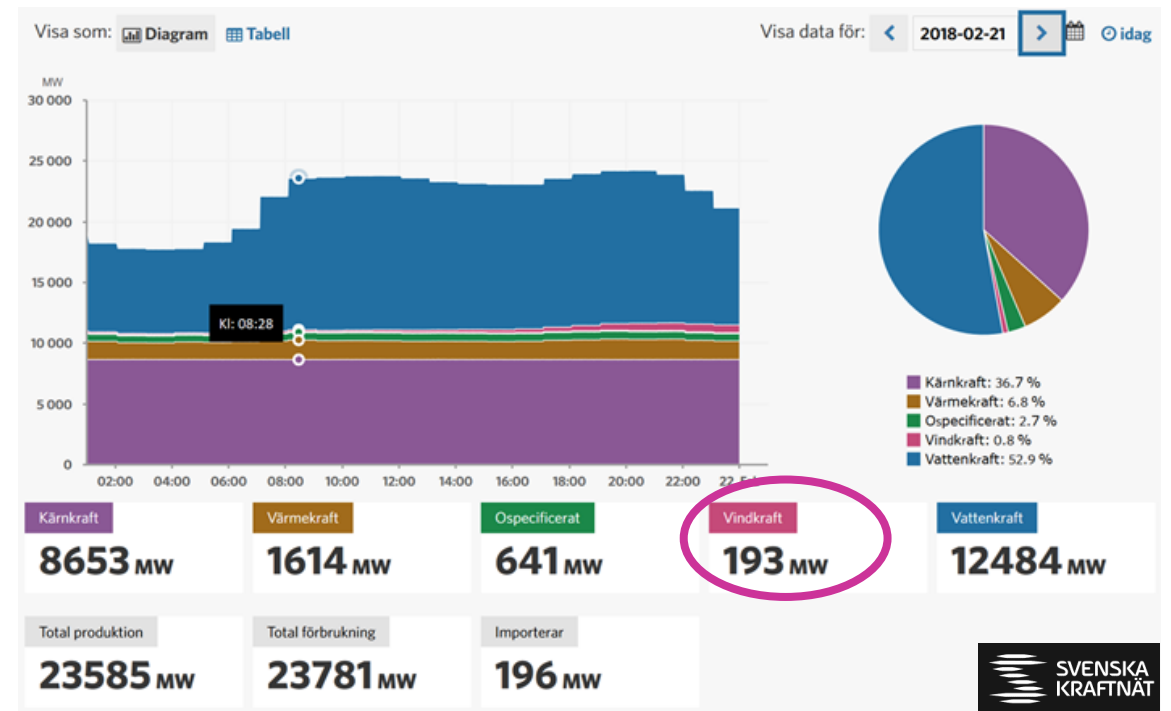 Visa som: Diagram Tabell
Visa data för: 2018-02-21 idag
MW
30 000
25 000
20 000
15 000
10 000
5 000
0
Kl: 08:28
02:00 04:00 06:00 08:00 10:00 12:00 14:00 16:00 18:00 20:00 22:00 22.
Kärnkraft: 36.7 %
Värmekraft: 6.8 %
Ospecificerat: 2.7 %
Vindkraft: 0.8 %
Vattenkraft: 52.9 %
Kärnkraft
8653 MW
Värmekraft
1614 MW
Ospecificerat
641 MW
Vindkraft
193 MW
Vattenkraft
12484 MW
Total produktion
23585 MW
Total förbrukning
23781 MW
Importerar
196 MW
SVENSKA
KRAFTNÄT